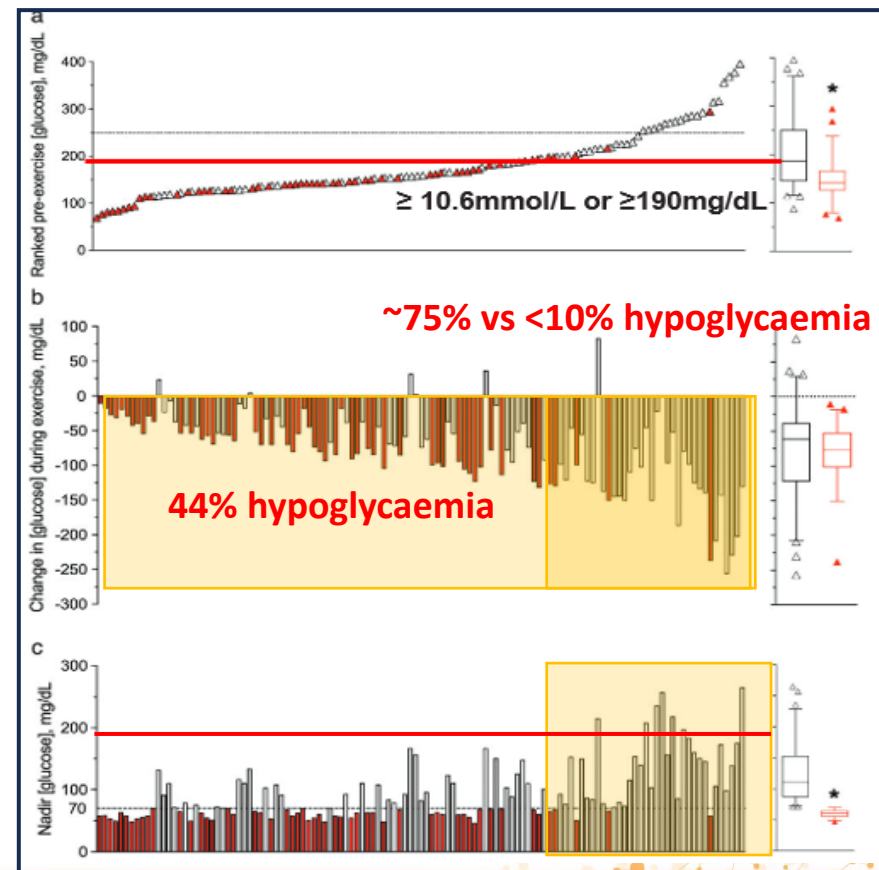 a
Ranked pre-exercise [glucose], mg/dL
400
300
200
100
0
*
≥ 10.6mmol/L or ≥190mg/dL
b
~75% vs <10% hypoglycaemia
Change in [glucose] during exercise, mg/dL
100
50
0
-50
-100
-150
-200
-250
-300
44% hypoglycaemia
c
Nadir [glucose], mg/dL
300
200
100
70
0
*